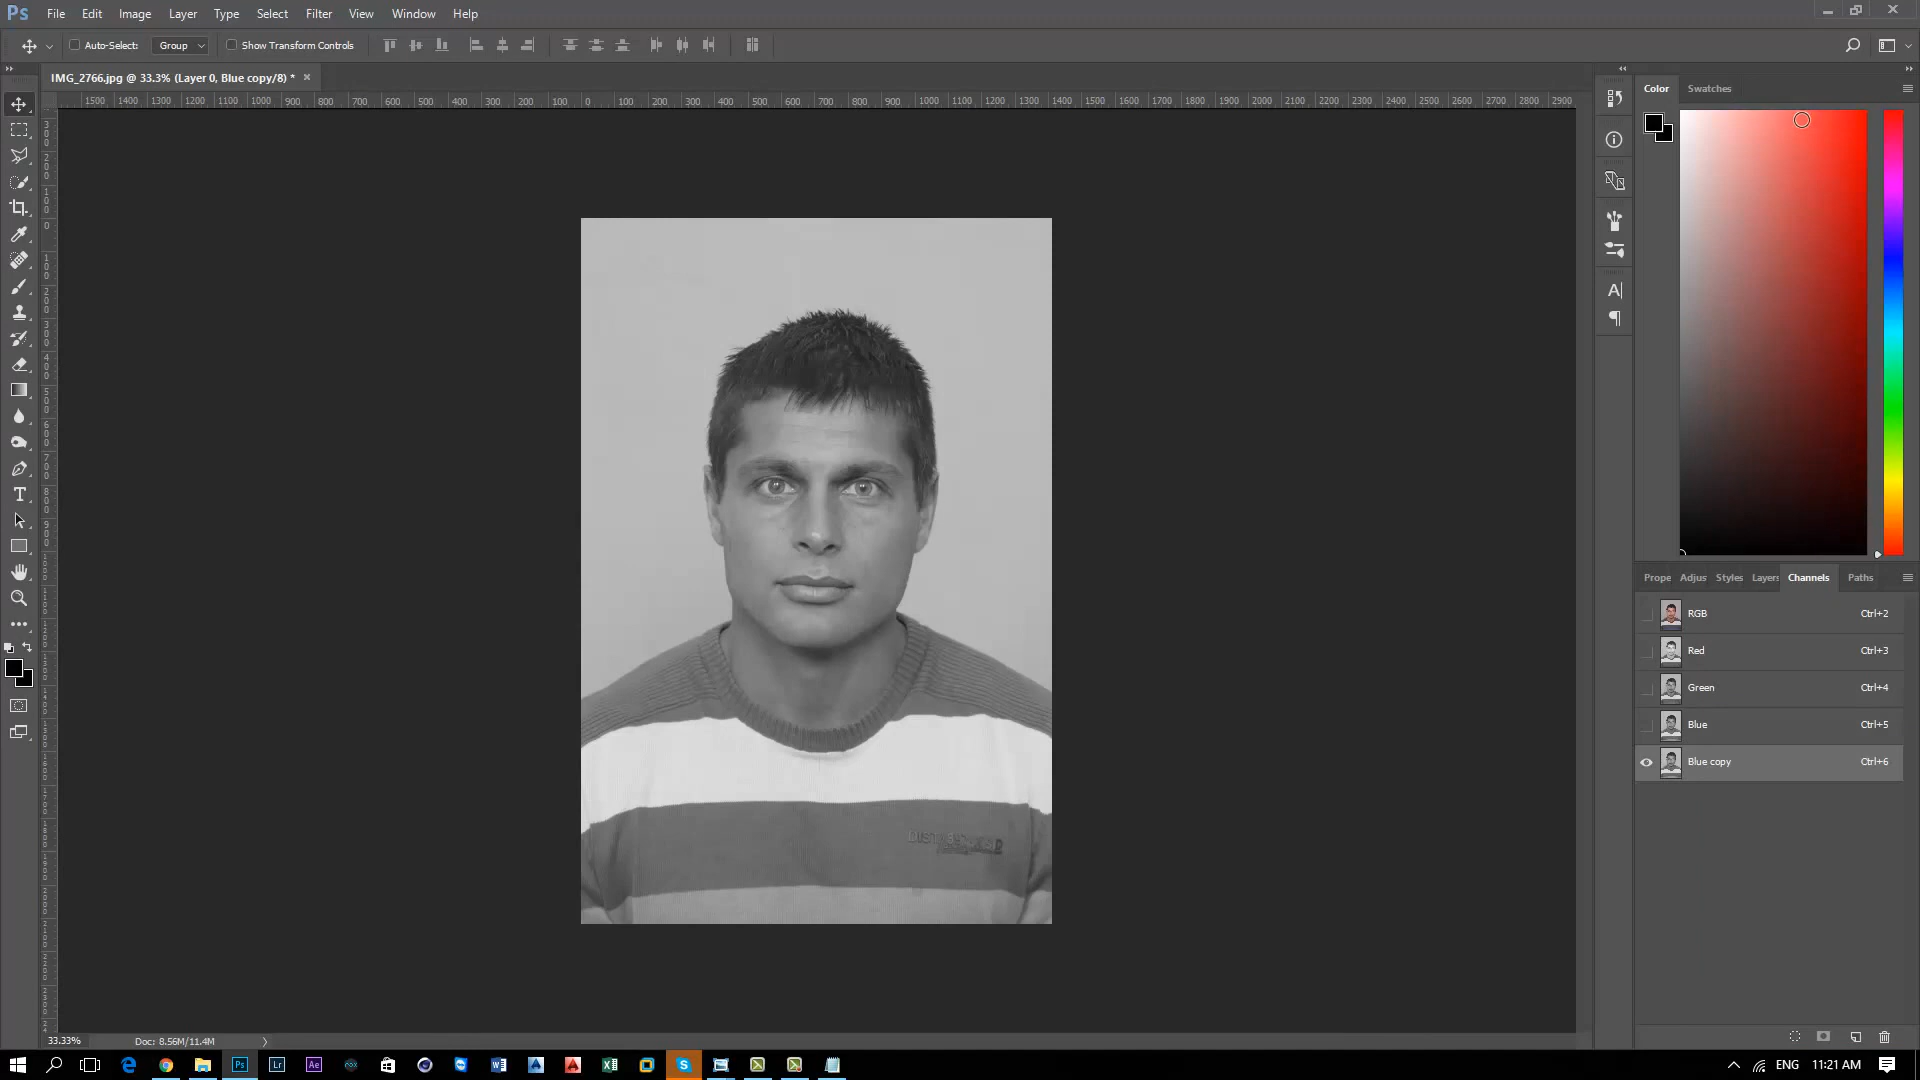 Ps File Edit Image Layer Type Select Filter 3D View Window Help
Auto-Select: Group Show Transform Controls
IMG_2766.jpg @ 33.3% (Layer 0, Blue copy/8) * ×
1500 1400 1300 1200 1100 1000 900 800 700 600 500 400 300 200 100 0 100 200 300 400 500 600 700 800 900 1000 1100 1200 1300 1400 1500 1600 1700 1800 1900 2000 2100 2200 2300 2400 2500 2600 2700 2800 2900
Color Swatches
Prope Adjus Styles Layers Channels Paths
RGB Ctrl+2
Red Ctrl+3
Green Ctrl+4
Blue Ctrl+5
Blue copy Ctrl+6
33.33% Doc: 8.56M/11.4M
Ps Lr Ae ENG 11:21 AM